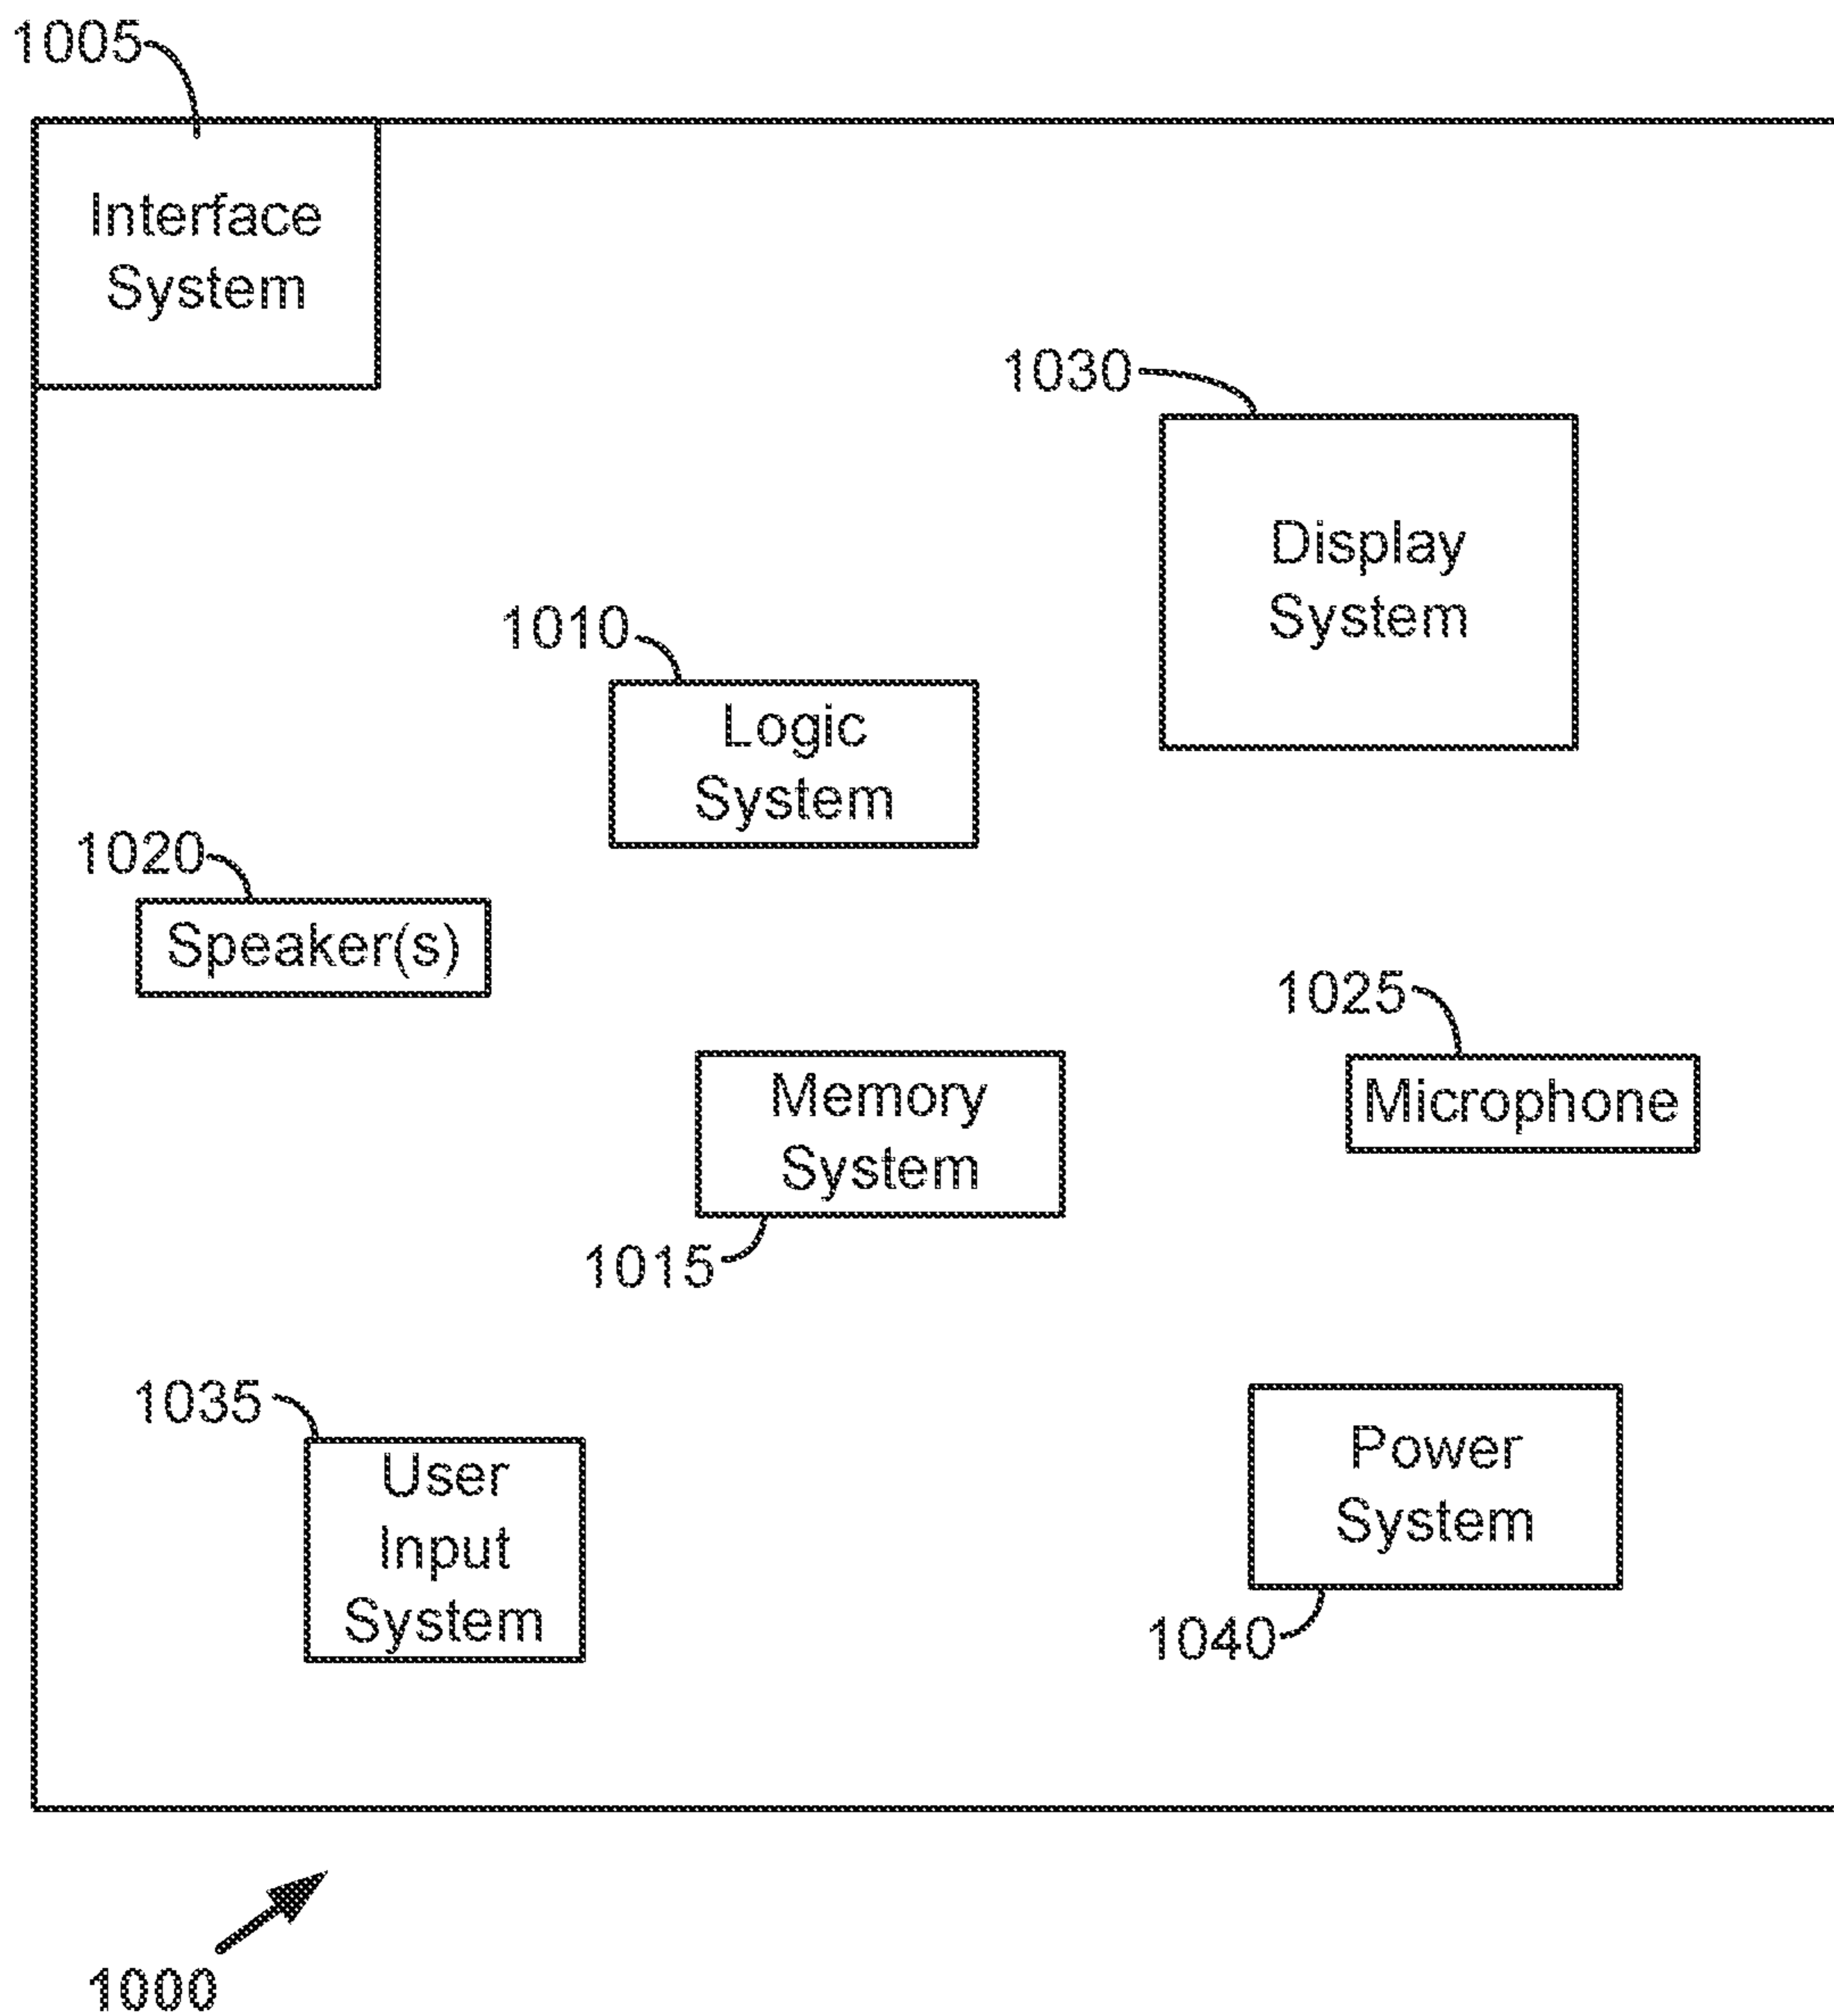 1005
Interface
System
1030
Display
System
1010
Logic
System
1020
Speaker(s)
1025
Microphone
Memory
System
1015
1035
User
Input
System
Power
System
1040
1000